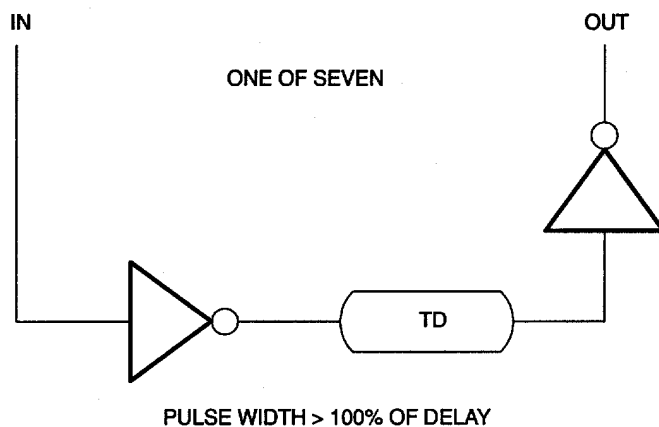 IN
OUT
ONE OF SEVEN
TD
PULSE WIDTH > 100% OF DELAY